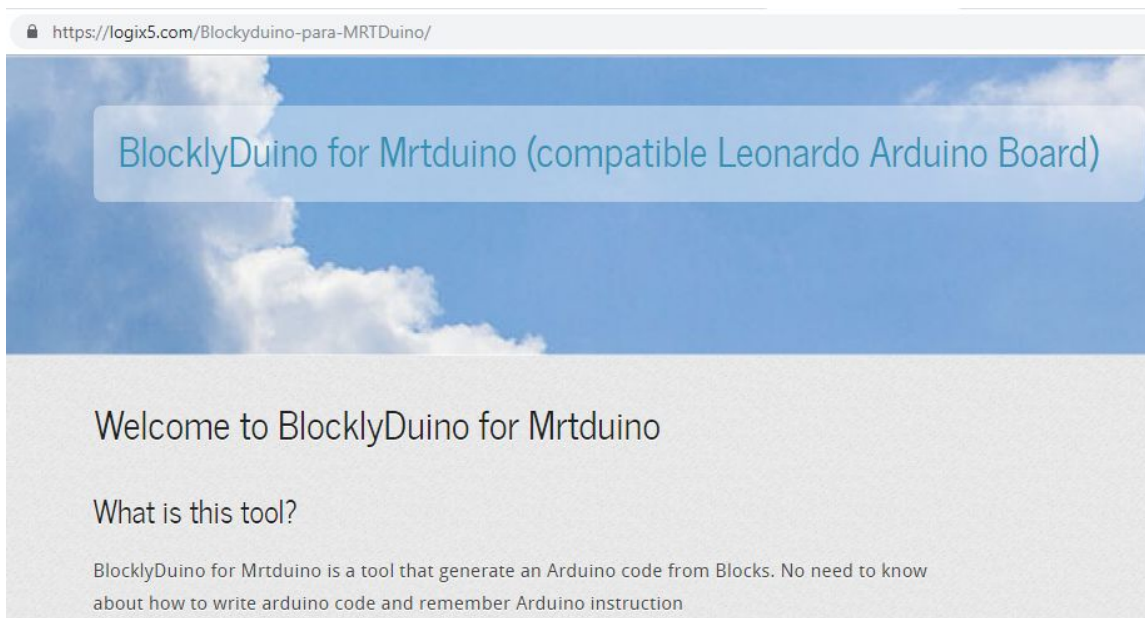 https://logix5.com/Blockyduino-para-MRTDuino/
BlocklyDuino for Mrtduino (compatible Leonardo Arduino Board)
Welcome to BlocklyDuino for Mrtduino
What is this tool?
BlocklyDuino for Mrtduino is a tool that generate an Arduino code from Blocks. No need to know
about how to write arduino code and remember Arduino instruction